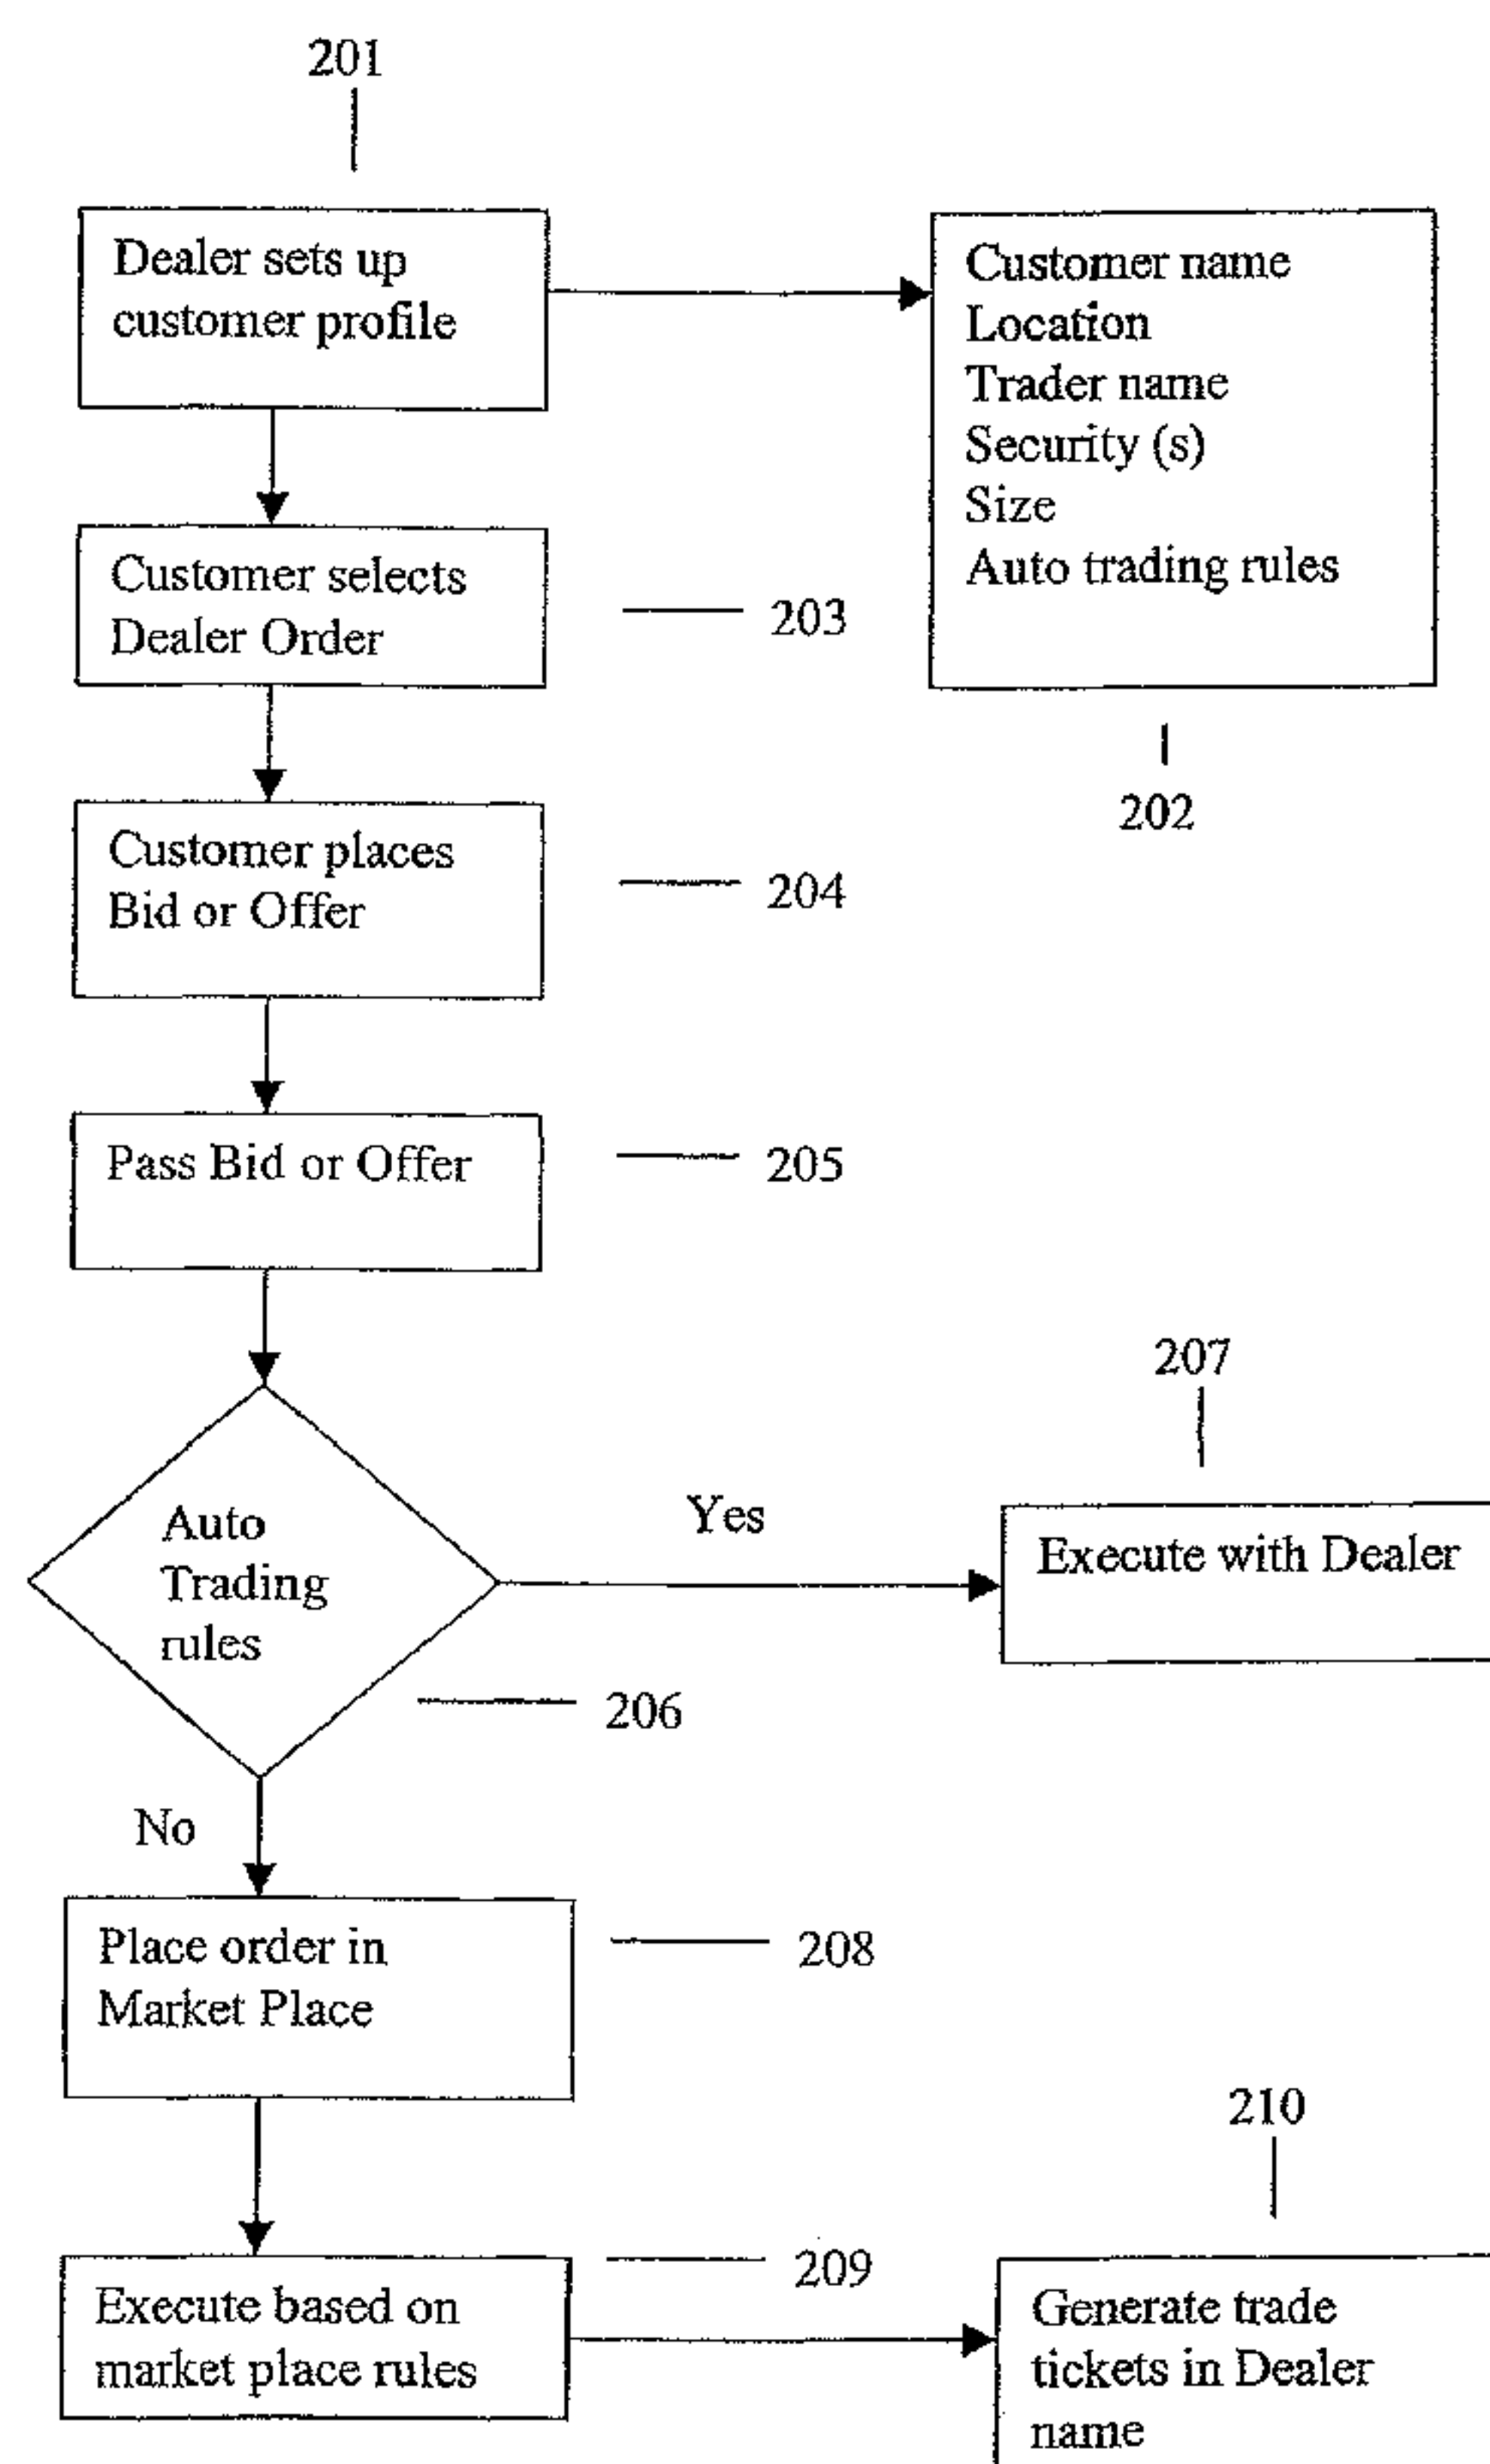 201
Dealer sets up
customer profile
Customer name
Location
Trader name
Security (s)
Size
Auto trading rules
202
Customer selects
Dealer Order
203
Customer places
Bid or Offer
204
Pass Bid or Offer
205
Auto
Trading
rules
206
Yes
207
Execute with Dealer
No
Place order in
Market Place
208
Execute based on
market place rules
209
210
Generate trade
tickets in Dealer
name